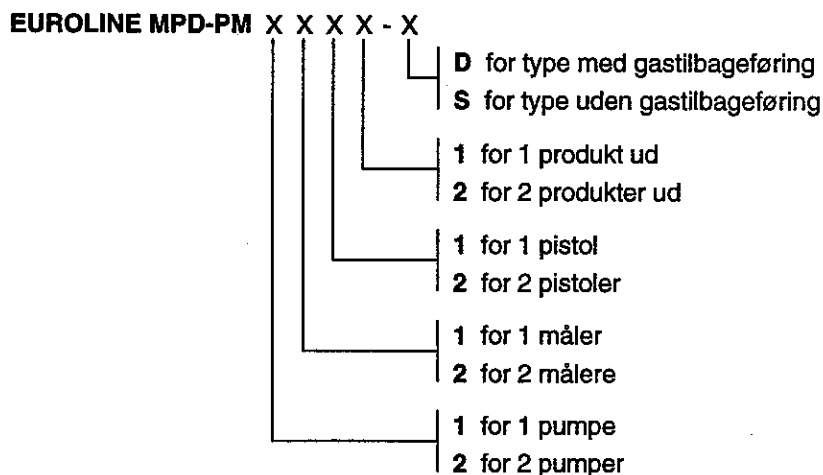 EUROLINE MPD-PM X X X X - X
D for type med gastilbageføring
S for type uden gastilbageføring
1 for 1 produkt ud
2 for 2 produkter ud
1 for 1 pistol
2 for 2 pistoler
1 for 1 måler
2 for 2 målere
1 for 1 pumpe
2 for 2 pumper